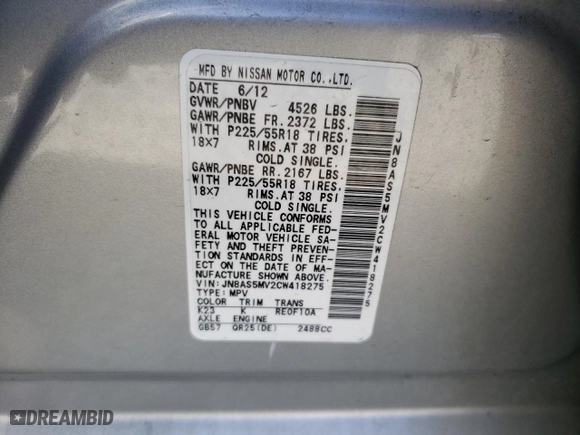 MFD BY NISSAN MOTOR CO.,LTD.
DATE 6/12
GVWR/PNBV 4526 LBS.
GAWR/PNBE FR. 2372 LBS.
WITH P225/55R18 TIRES.
18X7 RIMS.AT 38 PSI
COLD SINGLE.
GAWR/PNBE RR. 2167 LBS.
WITH P225/55R18 TIRES.
18X7 RIMS.AT 38 PSI
COLD SINGLE.
THIS VEHICLE CONFORMS
TO ALL APPLICABLE FED-
ERAL MOTOR VEHICLE SA-
FETY AND THEFT PREVEN-
TION STANDARDS IN EFF-
ECT ON THE DATE OF MA-
NUFACTURE SHOWN ABOVE.
VIN: JN8AS5MV2CW418275
TYPE: MPV
COLOR TRIM TRANS
K23 K RE0F10A
AXLE ENGINE
GB57 QR25(DE) 2488CC
JN8AS5MV2CW418275
DREAMBID